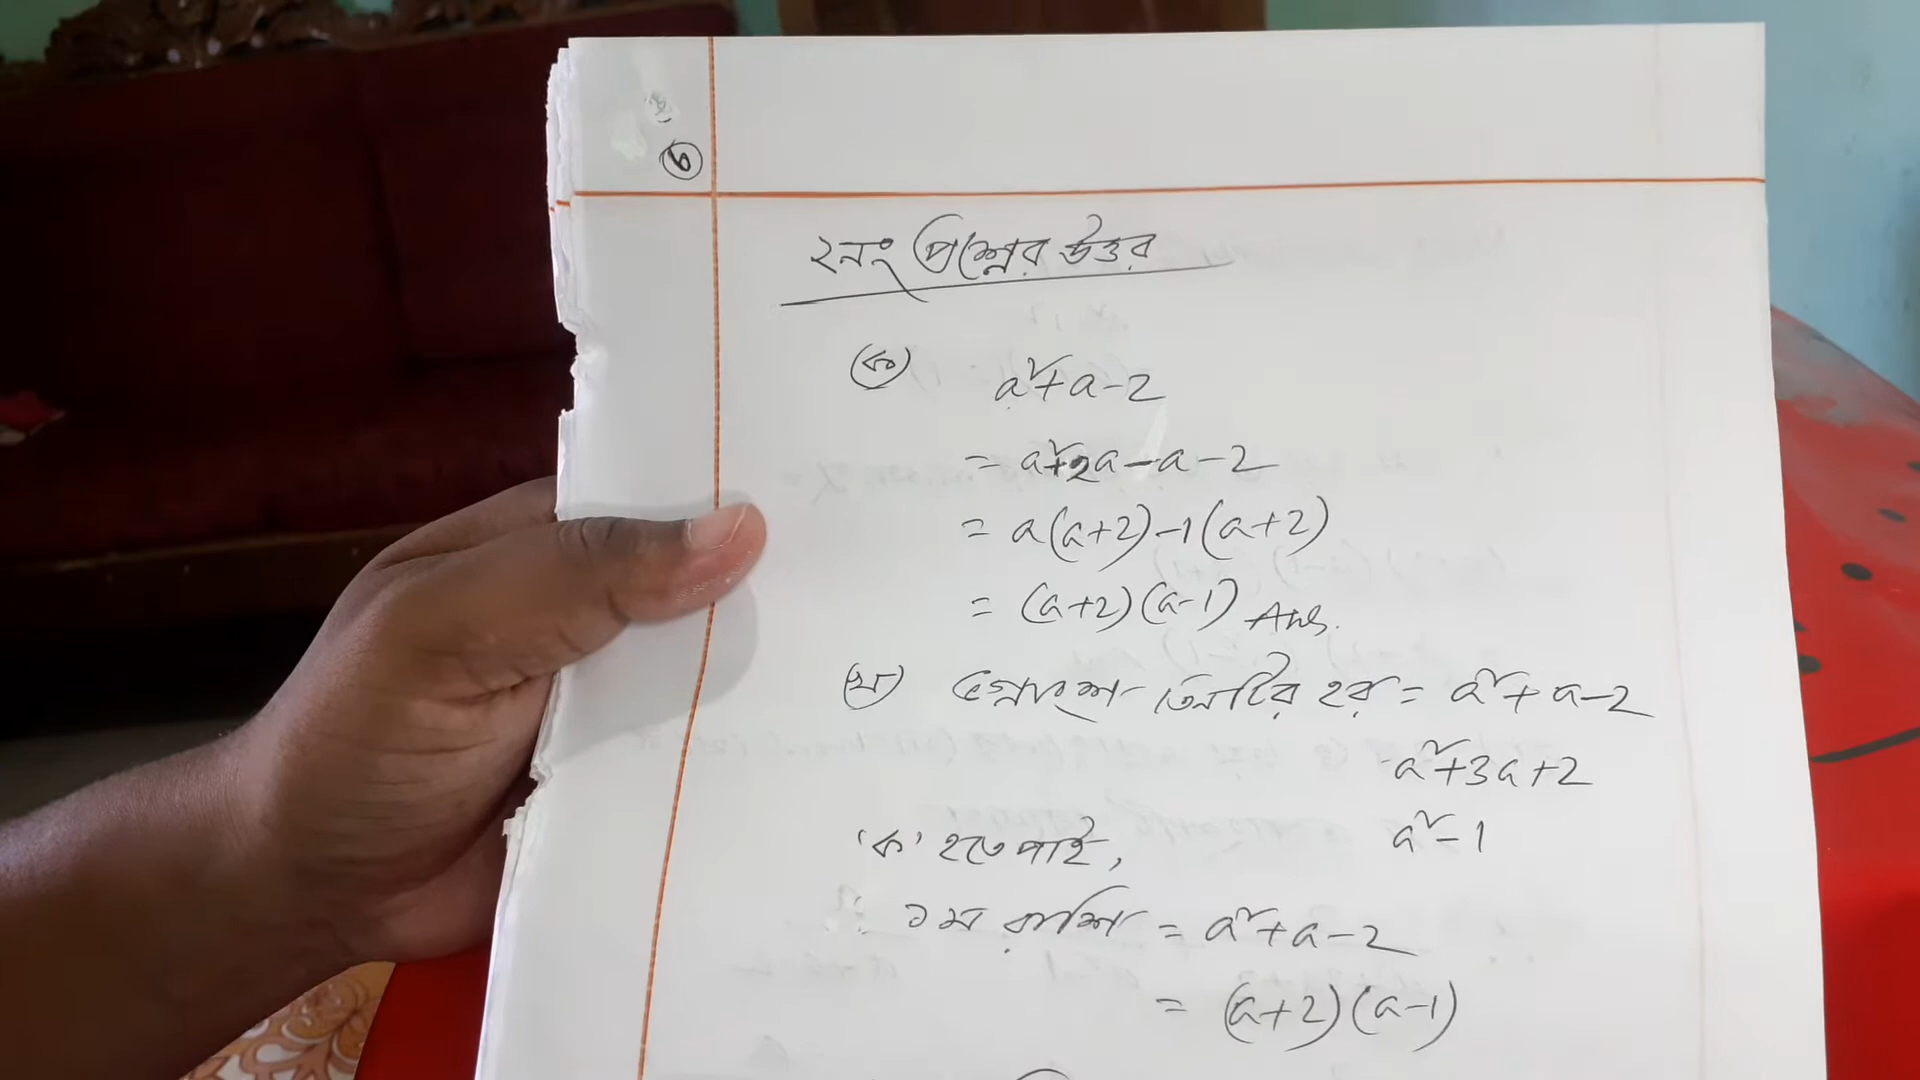 ৬
২নং প্রশ্নের উত্তর
(ক) a²+a-2
= a²+2a-a-2
= a(a+2)-1(a+2)
= (a+2)(a-1) Ans.
(খ) ভগ্নাংশ তিনটির হর = a²+a-2
a²+3a+2
a²-1
'ক' হতে পাই,
১ম রাশি = a²+a-2
= (a+2)(a-1)